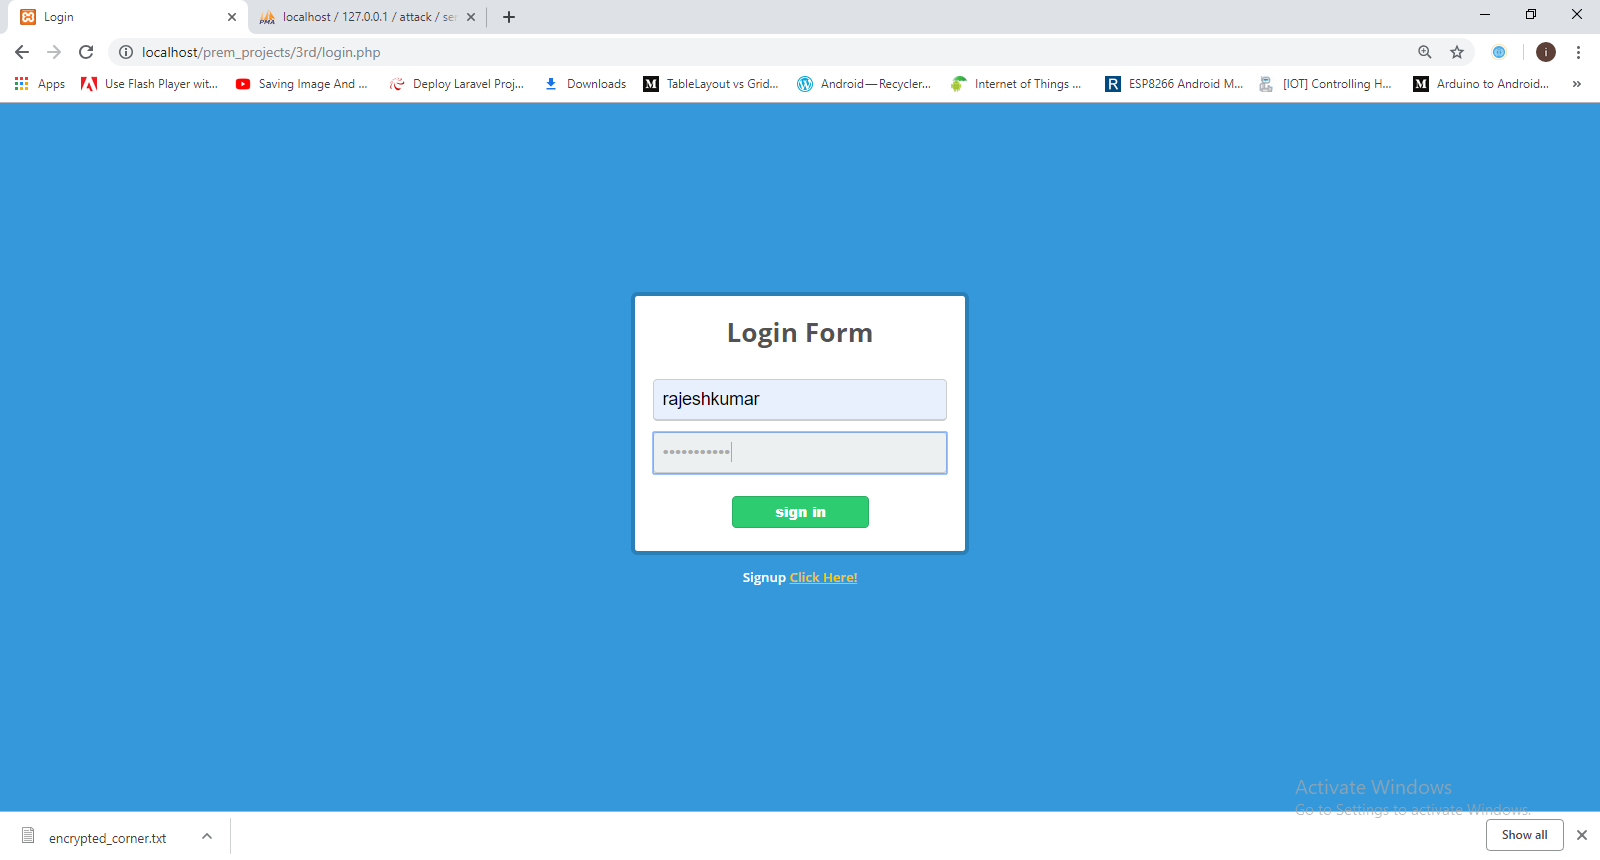 Login
localhost / 127.0.0.1 / attack / se
localhost/prem_projects/3rd/login.php
i
Apps
Use Flash Player wit...
Saving Image And ...
Deploy Laravel Proj...
Downloads
M
TableLayout vs Grid...
Android—Recycler...
Internet of Things ...
R
ESP8266 Android M...
[IOT] Controlling H...
M
Arduino to Android...
»
Login Form
rajeshkumar
•••••••••••
sign in
Signup Click Here!
Activate Windows
Go to Settings to activate Windows.
encrypted_corner.txt
Show all